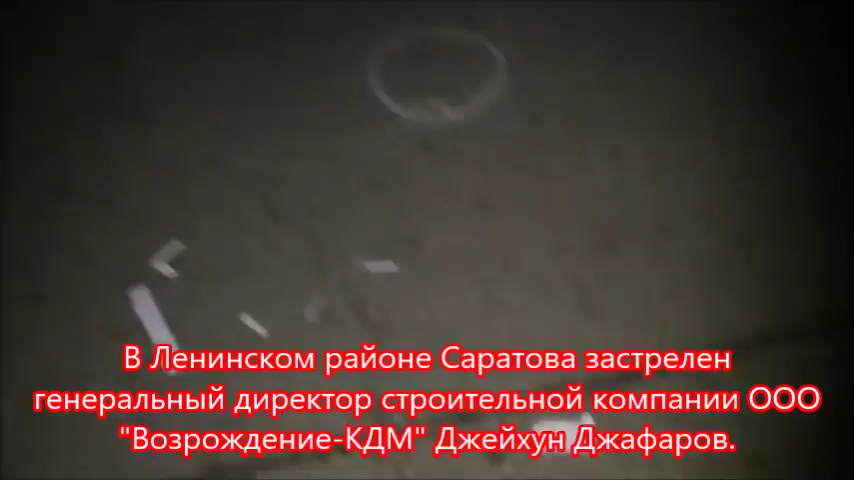 В Ленинском районе Саратова застрелен
генеральный директор строительной компании ООО
"Возрождение-КДМ" Джейхун Джафаров.